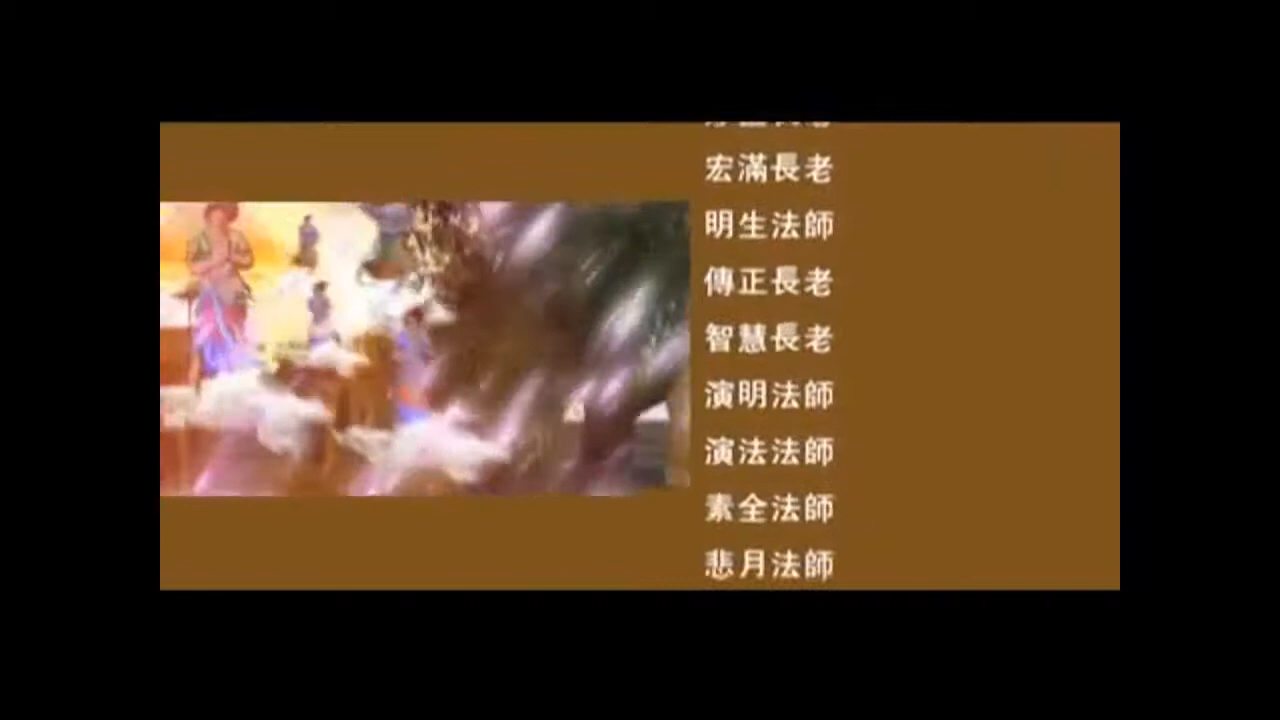 宏滿長老
明生法師
傳正長老
智慧長老
演明法師
演法法師
素全法師
悲月法師